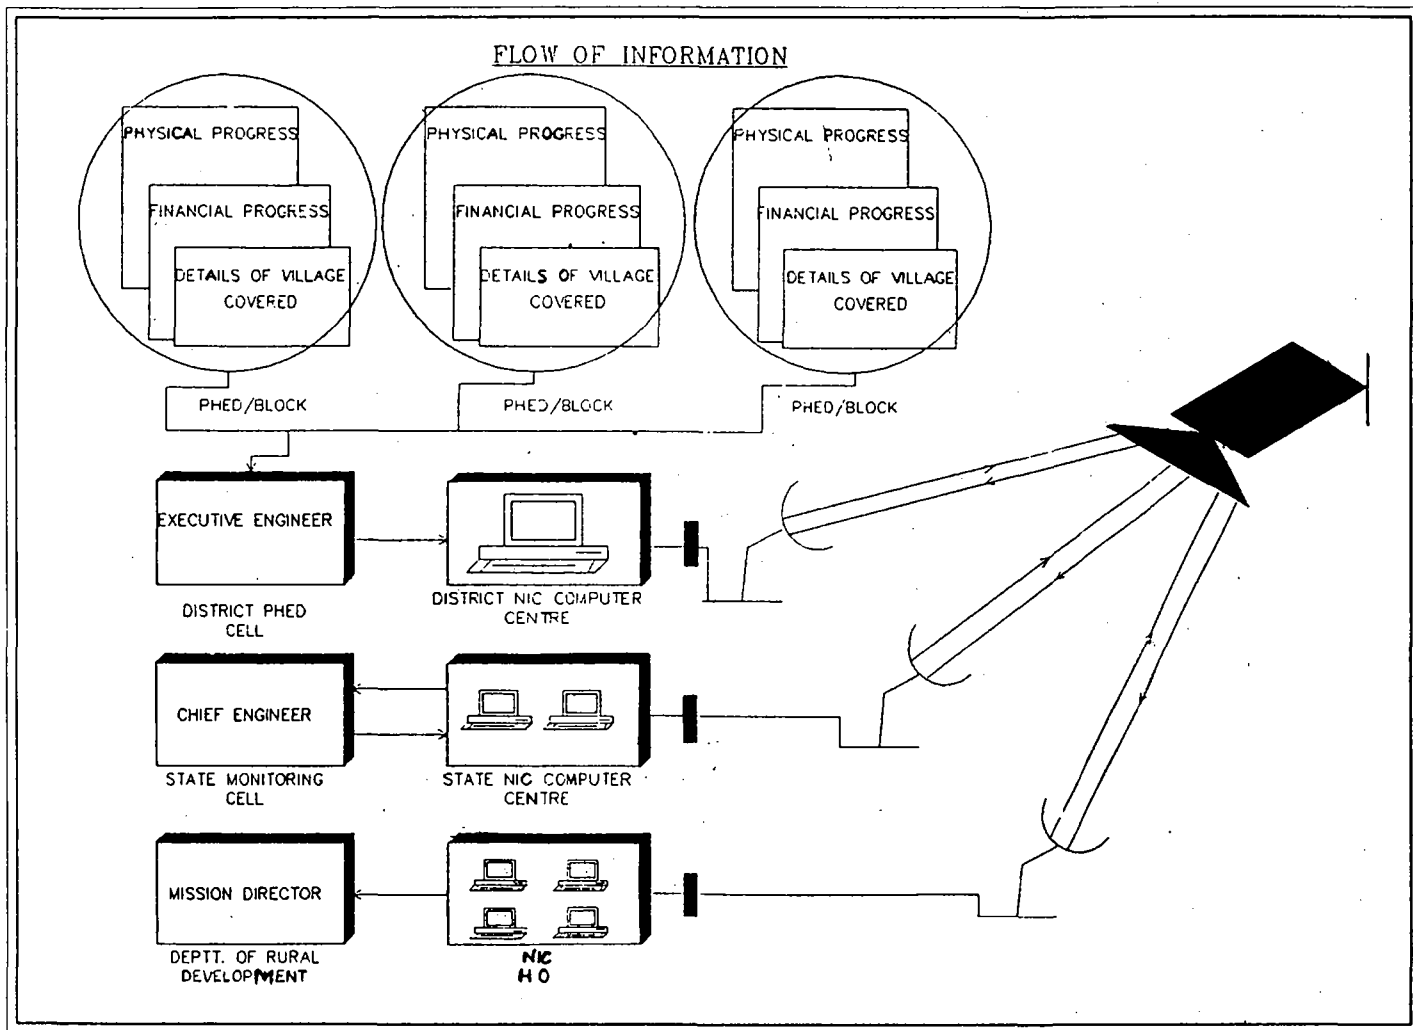 FLOW OF INFORMATION
PHYSICAL PROGRESS
FINANCIAL PROGRESS
DETAILS OF VILLAGE
COVERED
PHYSICAL PROGRESS
FINANCIAL PROGRESS
DETAILS OF VILLAGE
COVERED
PHYSICAL PROGRESS
FINANCIAL PROGRESS
DETAILS OF VILLAGE
COVERED
PHED/BLOCK
PHED/BLOCK
PHED/BLOCK
EXECUTIVE ENGINEER
DISTRICT PHED
CELL
DISTRICT NIC COMPUTER
CENTRE
CHIEF ENGINEER
STATE MONITORING
CELL
STATE NIC COMPUTER
CENTRE
MISSION DIRECTOR
DEPTT. OF RURAL
DEVELOPMENT
NIC
H O